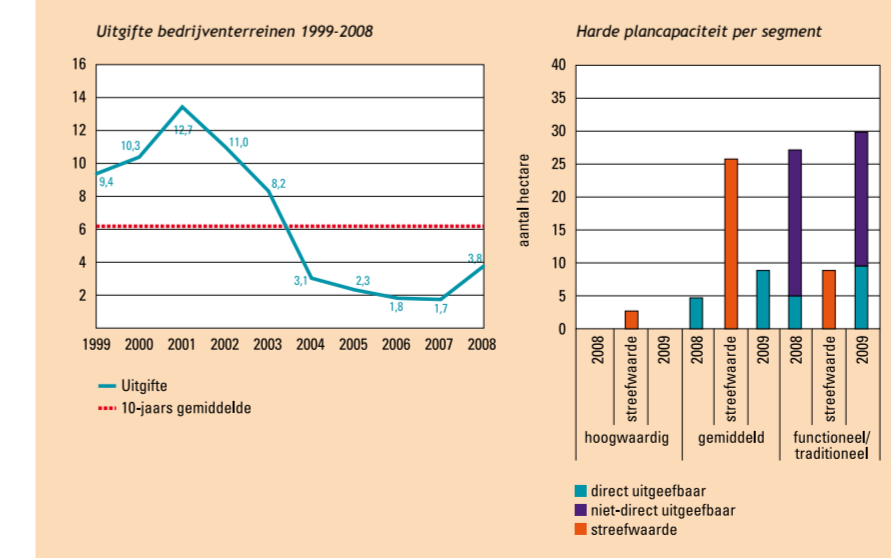 Uitgifte bedrijventerreinen 1999-2008
16
14
12
10
8
6
4
2
9,4
10,3
12,7
11,0
8,2
3,1
2,3
1,8
1,7
3,8
1999 2000 2001 2002 2003 2004 2005 2006 2007 2008
Uitgifte
10-jaars gemiddelde
Harde plancapaciteit per segment
aantal hectare
40
35
30
25
20
15
10
5
0
2008 streefwaarde 2009 2008 streefwaarde 2009 2008 streefwaarde 2009
hoogwaardig gemiddeld functioneel/
traditioneel
direct uitgeefbaar
niet-direct uitgeefbaar
streefwaarde